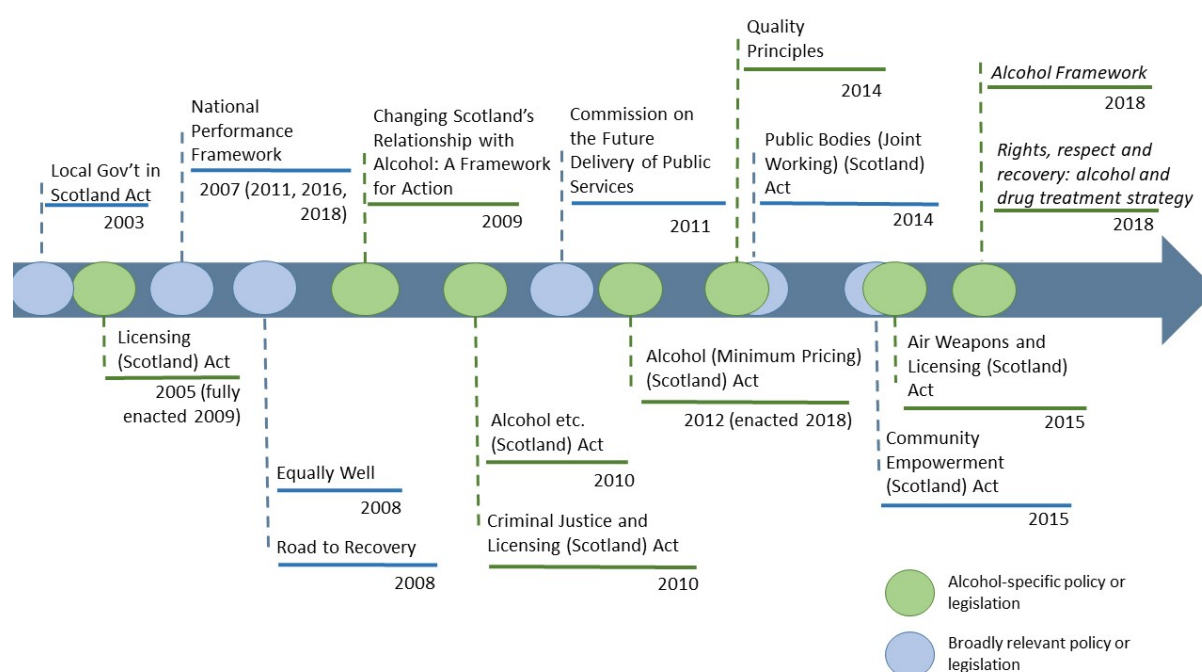 Local Gov't in
Scotland Act
2003
National
Performance
Framework
2007 (2011, 2016,
2018)
Changing Scotland's
Relationship with
Alcohol: A Framework
for Action
2009
Commission on
the Future
Delivery of Public
Services
2011
Quality
Principles
2014
Public Bodies (Joint
Working) (Scotland)
Act
2014
Alcohol Framework
2018
Rights, respect and
recovery: alcohol and
drug treatment strategy
2018
Licensing
(Scotland) Act
2005 (fully
enacted 2009)
Equally Well
2008
Road to Recovery
2008
Alcohol etc.
(Scotland) Act
2010
Criminal Justice and
Licensing (Scotland) Act
2010
Alcohol (Minimum Pricing)
(Scotland) Act
2012 (enacted 2018)
Air Weapons and
Licensing (Scotland)
Act
2015
Community
Empowerment
(Scotland) Act
2015
Alcohol-specific policy or
legislation
Broadly relevant policy or
legislation